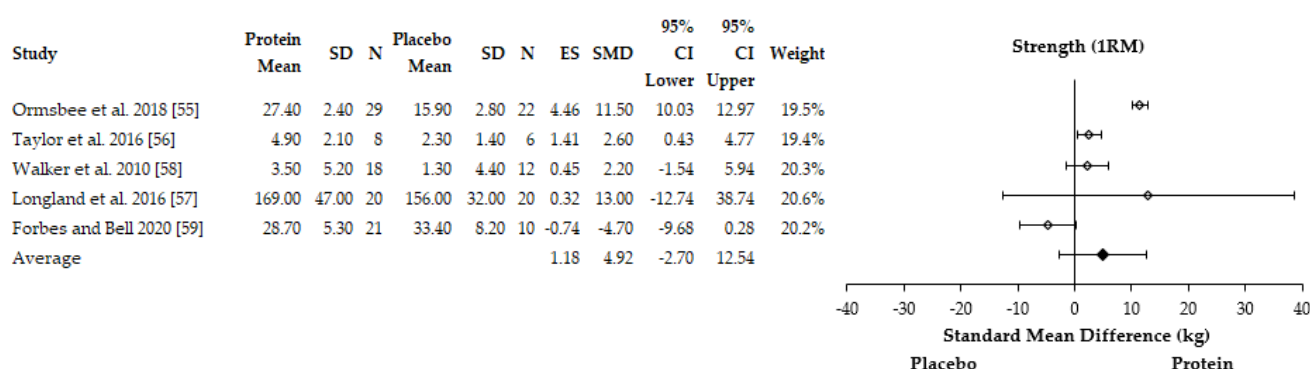 Study Protein Mean SD N Placebo Mean SD N ES SMD 95% CI Lower 95% CI Upper Weight
Ormsbee et al. 2018 [55] 27.40 2.40 29 15.90 2.80 22 4.46 11.50 10.03 12.97 19.5%
Taylor et al. 2016 [56] 4.90 2.10 8 2.30 1.40 6 1.41 2.60 0.43 4.77 19.4%
Walker et al. 2010 [58] 3.50 5.20 18 1.30 4.40 12 0.45 2.20 -1.54 5.94 20.3%
Longland et al. 2016 [57] 169.00 47.00 20 156.00 32.00 20 0.32 13.00 -12.74 38.74 20.6%
Forbes and Bell 2020 [59] 28.70 5.30 21 33.40 8.20 10 -0.74 -4.70 -9.68 0.28 20.2%
Average 1.18 4.92 -2.70 12.54
Strength (1RM)
-40 -30 -20 -10 0 10 20 30 40
Standard Mean Difference (kg)
Placebo Protein